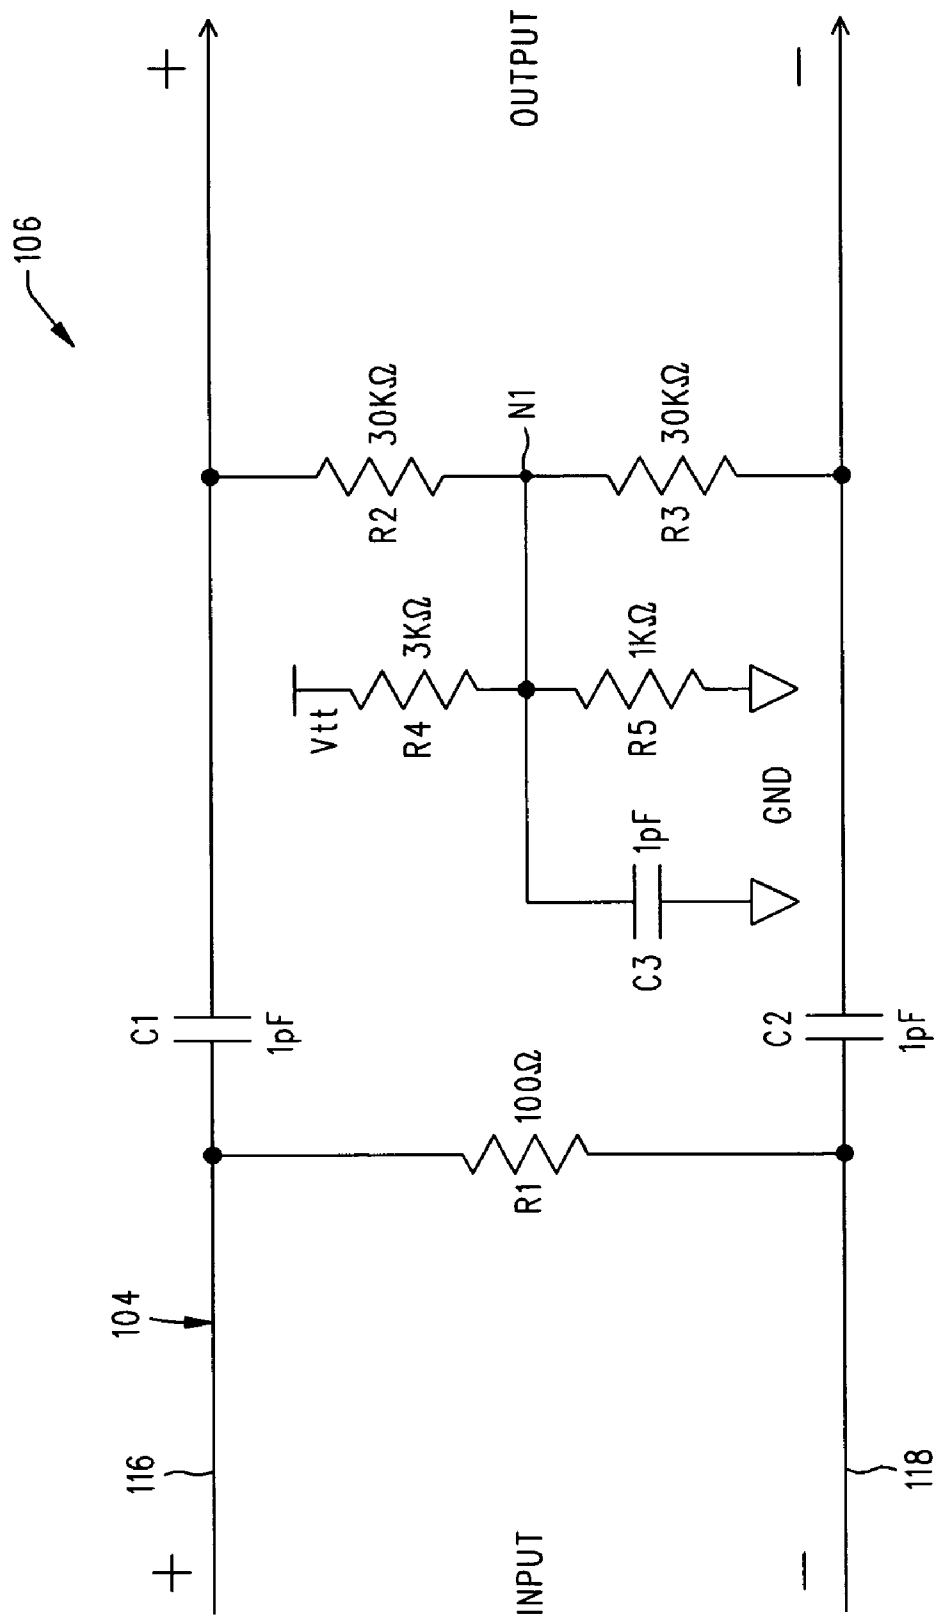 106
+
OUTPUT
−
R2 30KΩ
N1
R3 30KΩ
Vtt
R4 3KΩ
R5 1KΩ
GND
C3 1pF
C1
1pF
C2
1pF
R1 100Ω
104
116
118
+
INPUT
−